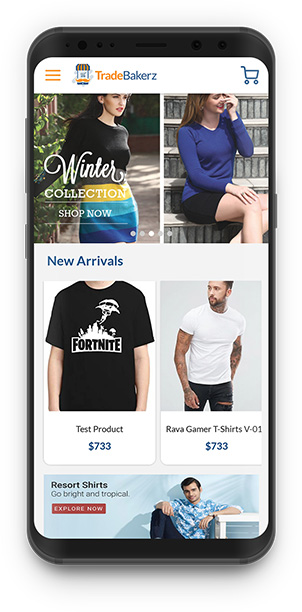 TradeBakerz
Winter
COLLECTION
SHOP NOW
New Arrivals
FORTNITE
Test Product
$733
Rava Gamer T-Shirts V-01
$733
Resort Shirts
Go bright and tropical.
EXPLORE NOW